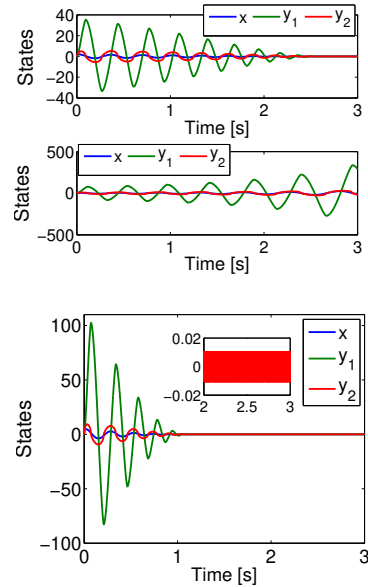 40
20
0
-20
-40
States
x y₁ y₂
0 1 2 3
Time [s]
500
0
-500
States
x y₁ y₂
0 1 2 3
Time [s]
100
50
0
-50
-100
States
x
y₁
y₂
0.02
0
-0.02
2 2.5 3
0 1 2 3
Time [s]